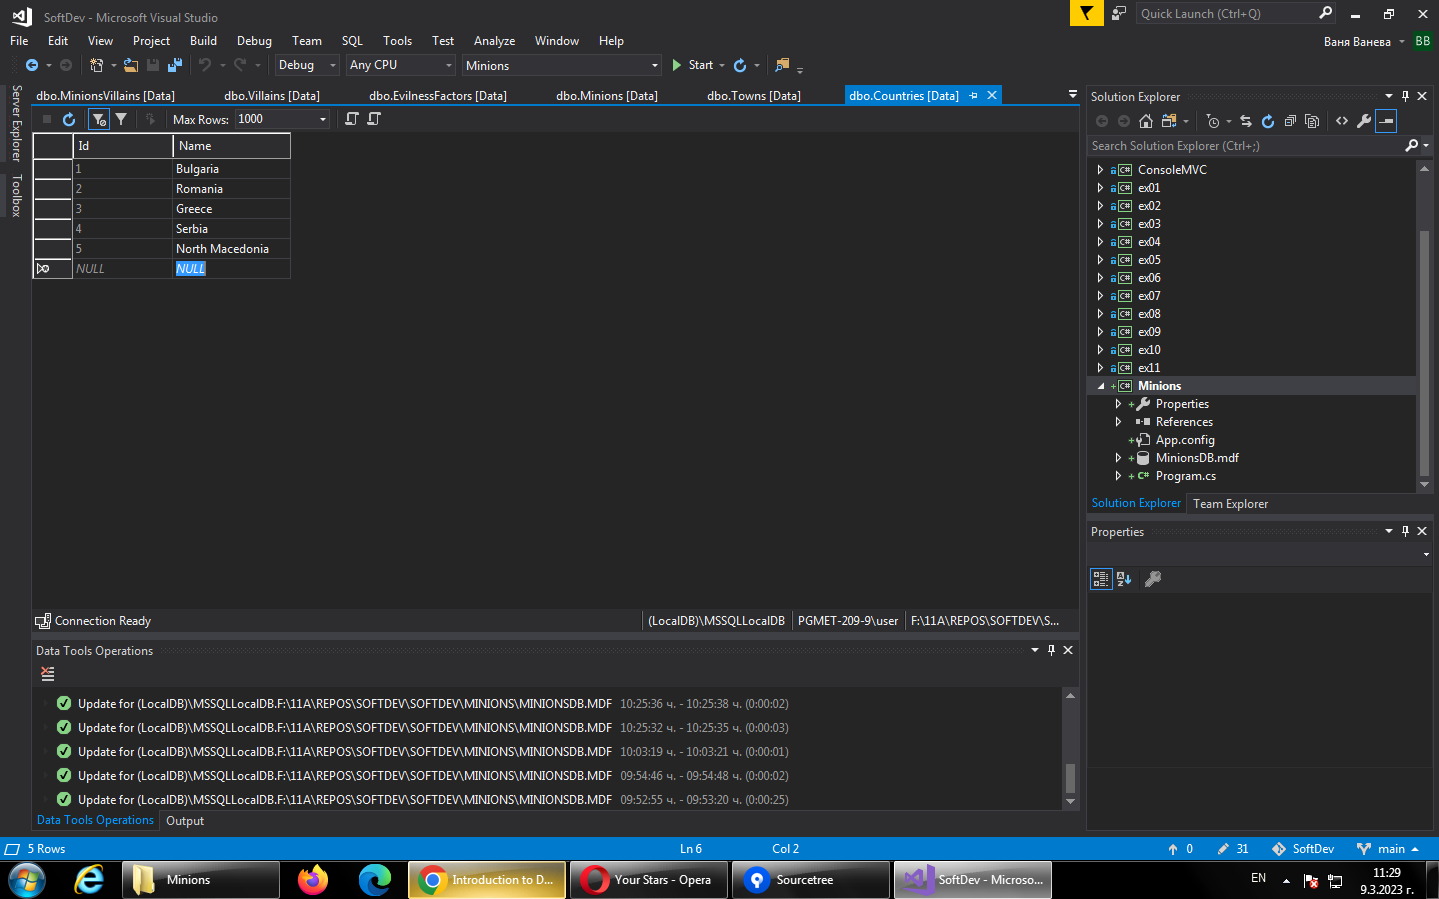 SoftDev - Microsoft Visual Studio
Quick Launch (Ctrl+Q)
File Edit View Project Build Debug Team SQL Tools Test Analyze Window Help
Ваня Ванева BB
Debug Any CPU Minions Start
Server Explorer
Toolbox
dbo.MinionsVillains [Data] dbo.Villains [Data] dbo.EvilnessFactors [Data] dbo.Minions [Data] dbo.Towns [Data] dbo.Countries [Data]
Max Rows: 1000
Id Name
1 Bulgaria
2 Romania
3 Greece
4 Serbia
5 North Macedonia
NULL NULL
Connection Ready
(LocalDB)\MSSQLLocalDB PGMET-209-9\user F:\11A\REPOS\SOFTDEV\S...
Data Tools Operations
Update for (LocalDB)\MSSQLLocalDB.F:\11A\REPOS\SOFTDEV\SOFTDEV\MINIONS\MINIONSDB.MDF 10:25:36 ч. - 10:25:38 ч. (0:00:02)
Update for (LocalDB)\MSSQLLocalDB.F:\11A\REPOS\SOFTDEV\SOFTDEV\MINIONS\MINIONSDB.MDF 10:25:32 ч. - 10:25:35 ч. (0:00:03)
Update for (LocalDB)\MSSQLLocalDB.F:\11A\REPOS\SOFTDEV\SOFTDEV\MINIONS\MINIONSDB.MDF 10:03:19 ч. - 10:03:21 ч. (0:00:01)
Update for (LocalDB)\MSSQLLocalDB.F:\11A\REPOS\SOFTDEV\SOFTDEV\MINIONS\MINIONSDB.MDF 09:54:46 ч. - 09:54:48 ч. (0:00:02)
Update for (LocalDB)\MSSQLLocalDB.F:\11A\REPOS\SOFTDEV\SOFTDEV\MINIONS\MINIONSDB.MDF 09:52:55 ч. - 09:53:20 ч. (0:00:25)
Data Tools Operations Output
Solution Explorer
Search Solution Explorer (Ctrl+;)
C# ConsoleMVC
C# ex01
C# ex02
C# ex03
C# ex04
C# ex05
C# ex06
C# ex07
C# ex08
C# ex09
C# ex10
C# ex11
C# Minions
Properties
References
App.config
MinionsDB.mdf
C# Program.cs
Solution Explorer Team Explorer
Properties
5 Rows Ln 6 Col 2 0 31 SoftDev main
Minions Introduction to D... Your Stars - Opera Sourcetree SoftDev - Microso...
EN 11:29
9.3.2023 г.